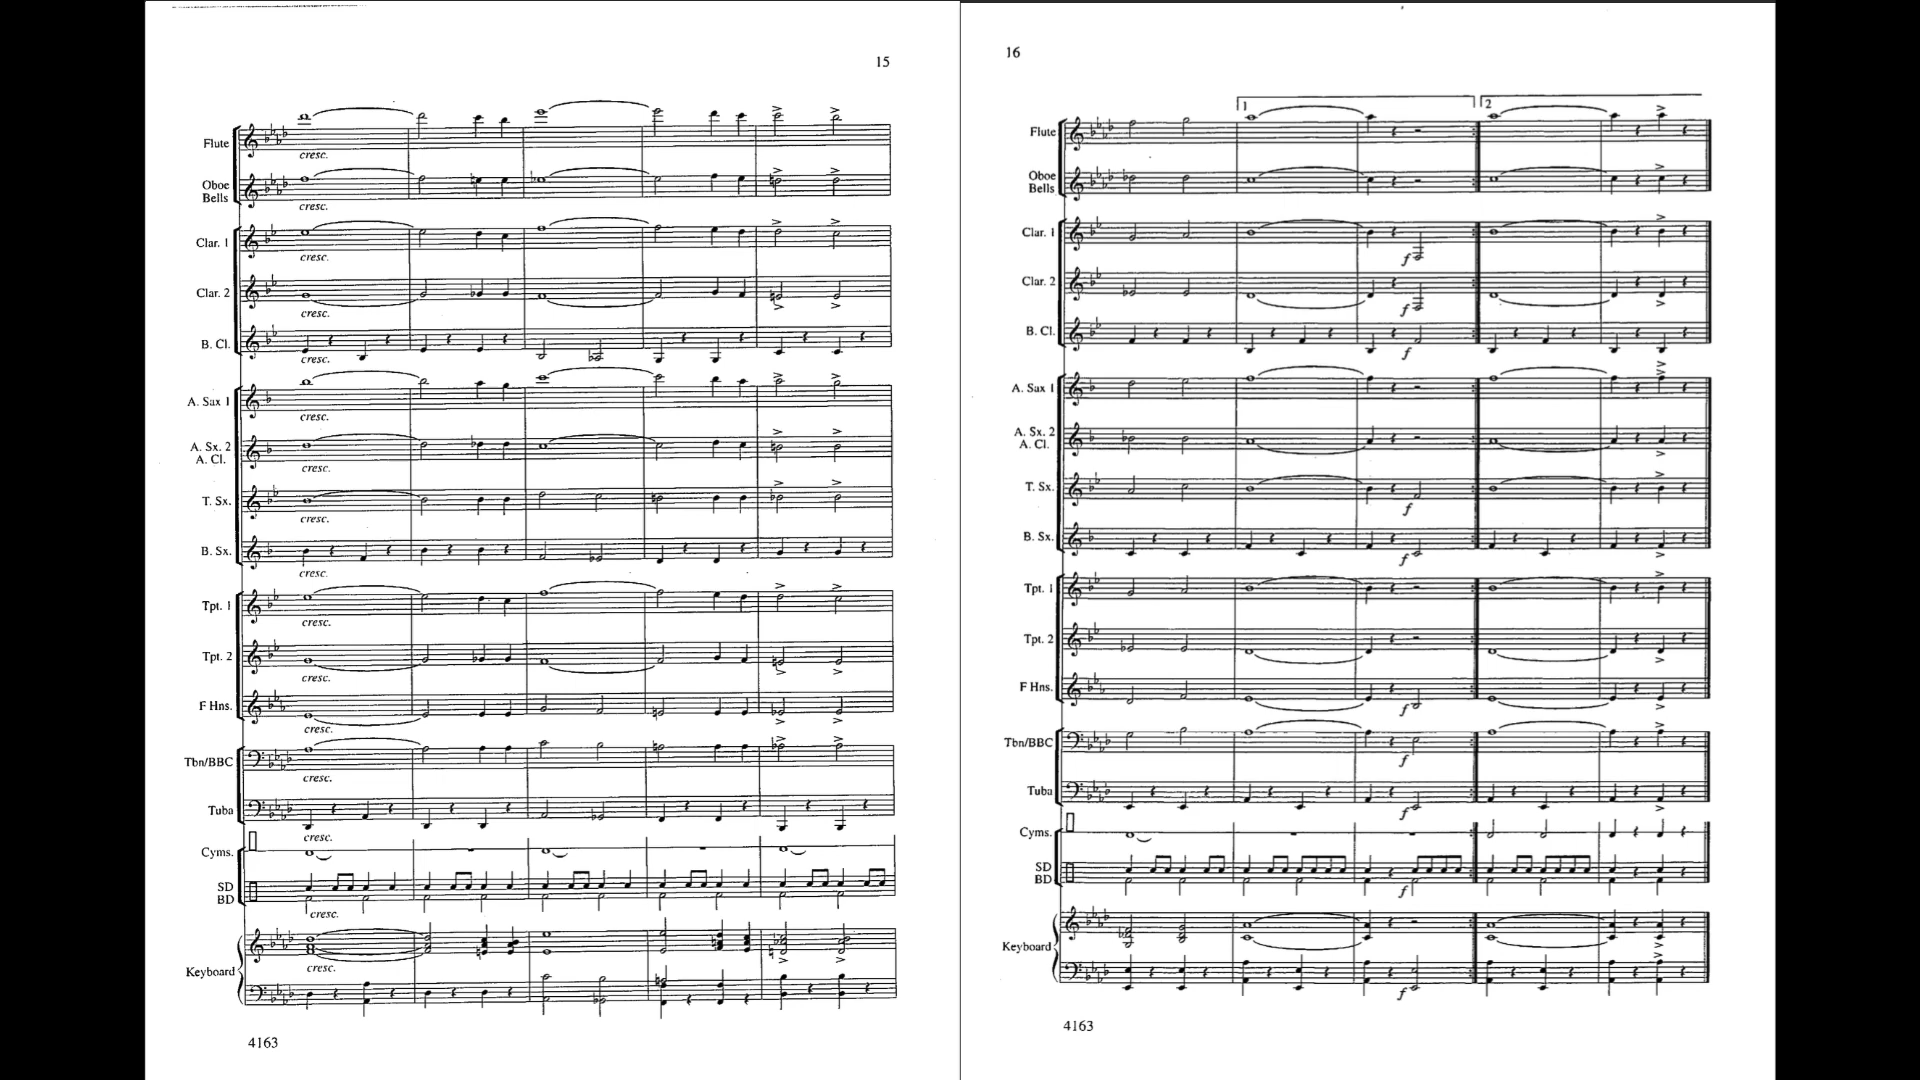 15
Flute
cresc.
Oboe
Bells
cresc.
Clar. 1
cresc.
Clar. 2
cresc.
B. Cl.
cresc.
A. Sax 1
cresc.
A. Sx. 2
A. Cl.
cresc.
T. Sx.
cresc.
B. Sx.
cresc.
Tpt. 1
cresc.
Tpt. 2
cresc.
F Hns.
cresc.
Tbn/BBC
cresc.
Tuba
cresc.
Cyms.
SD
BD
cresc.
Keyboard
cresc.
4163
16
1 2
Flute
Oboe
Bells
Clar. 1
f
Clar. 2
f
B. Cl.
f
A. Sax 1
A. Sx. 2
A. Cl.
T. Sx.
f
B. Sx.
f
Tpt. 1
Tpt. 2
F Hns.
f
Tbn/BBC
f
Tuba
f
Cyms.
SD
BD
f
Keyboard
f
4163